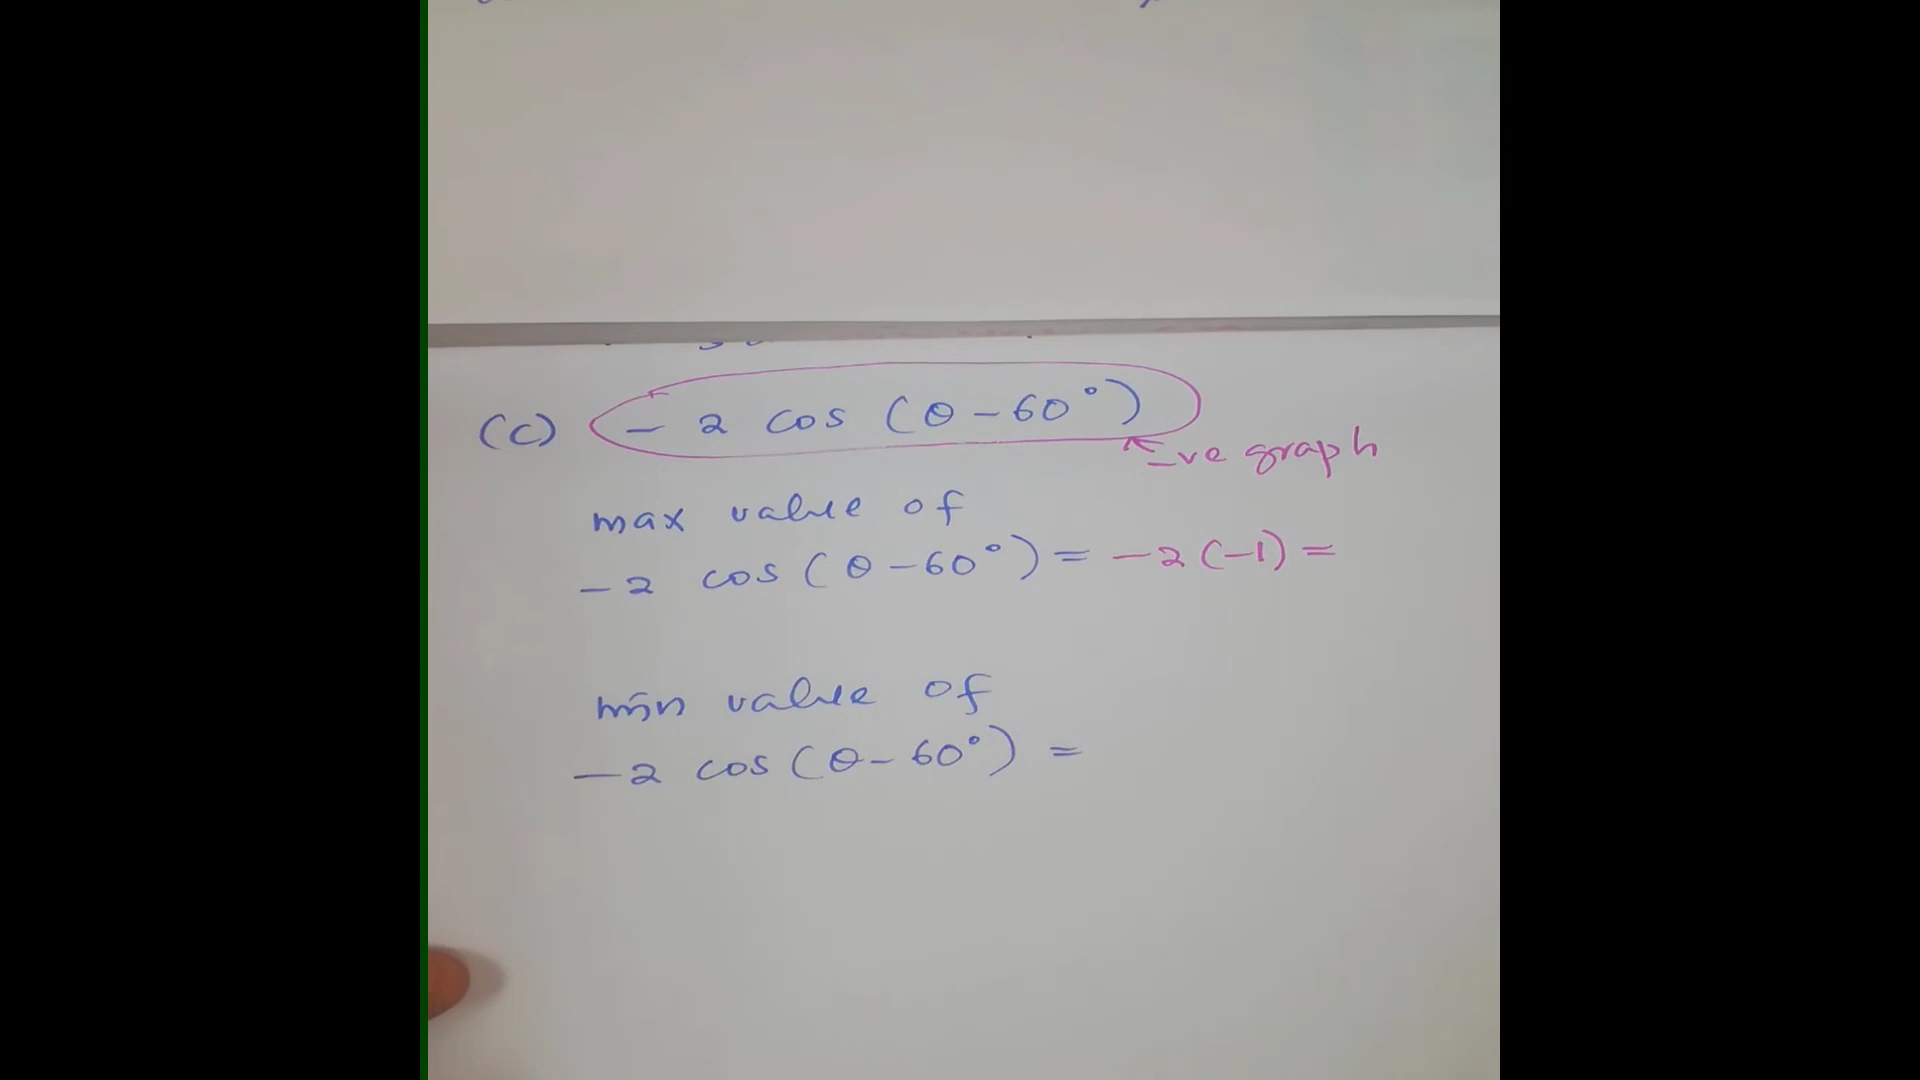 (c) - 2 cos (θ - 60°)
-ve graph
max value of
- 2 cos (θ - 60°) = -2 (-1) =
min value of
- 2 cos (θ - 60°) =